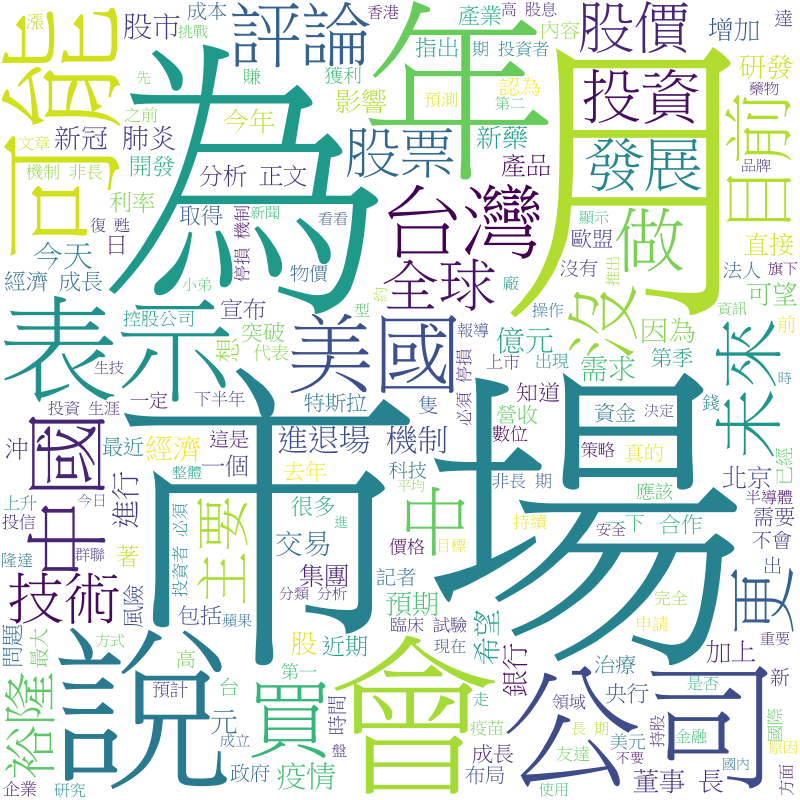 可能
漲
挑戰
股市
成本
賺
評論
獲利
影響
香港
年
產業
高 股息
指出
期 投資者
內容
認為
預測
第二
股價
增加
達
研發
投資
藥物
目前
月
為
先
之前
文章
新冠 肺炎
今年
機制 非長
開發
分析 正文
利率
股票
新藥
產品
發展
品牌
復甦
取得
新聞
停損 機制
看看
台灣
歐盟
顯示
做
直接
今天
日
經濟 成長
小弟
物價
約
全球
廠
沒有
推出
法人
旗下
宣布
控股公司
型
操作
沒
因為
可望
資訊
表示
想
突破
代表
美國
報導
億元
必須 停損
上市
出現
需求
第季
前
未來
生技
時
投資 生涯
一定
下半年
特斯拉
隻
知道
營收
資金
決定
錢
中國
沖
最近
經濟
這是
一個
進退場 機制
數位
策略
真的
已經
市場
整體
去年
科技
非長 期
北京
半導體
上升
今日
投信
進行
很多
平均
中
應該
持續
安全
一下
合作
需要
不會
隆達
群聯
著
投資者 必須
主要
交易
進
價格
目標
更
出
技術
風險
集團
記者
分類 分析
包括
蘋果
預期
臨床 試驗
希望
完全
申請
重要
問題
最大
方式
說
股
近期
現在
加上
裕隆
高
預計
第一
買
會
走
銀行
治療
公司
是否
新
台
元
時間
疫苗
領域
央行
長 期
國際
成立
盤
成長
美元
持股
金融
原因
政府
疫情
布局
友達
不要
國內
企業
研究
使用
董事 長
方面